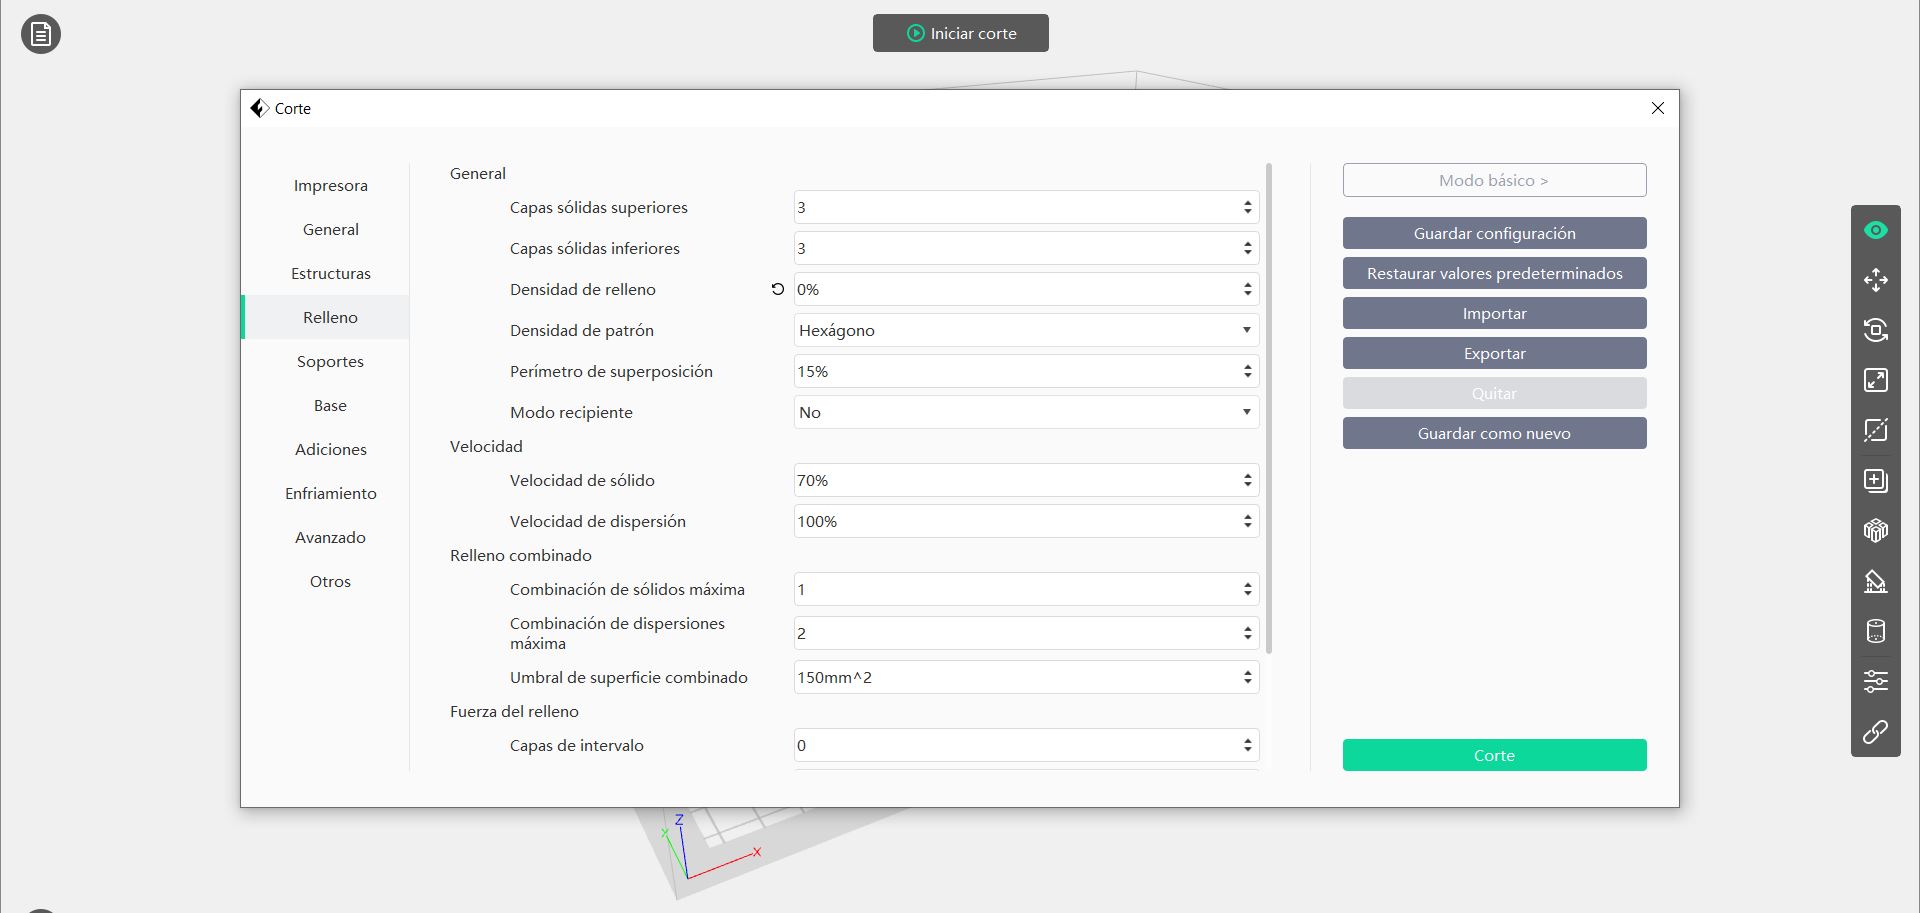 Iniciar corte
Corte
Impresora
General
Estructuras
Relleno
Soportes
Base
Adiciones
Enfriamiento
Avanzado
Otros
General
Capas sólidas superiores 3
Capas sólidas inferiores 3
Densidad de relleno 0%
Densidad de patrón Hexágono
Perímetro de superposición 15%
Modo recipiente No
Velocidad
Velocidad de sólido 70%
Velocidad de dispersión 100%
Relleno combinado
Combinación de sólidos máxima 1
Combinación de dispersiones
máxima 2
Umbral de superficie combinado 150mm^2
Fuerza del relleno
Capas de intervalo 0
Modo básico >
Guardar configuración
Restaurar valores predeterminados
Importar
Exportar
Quitar
Guardar como nuevo
Corte
Z
Y
X